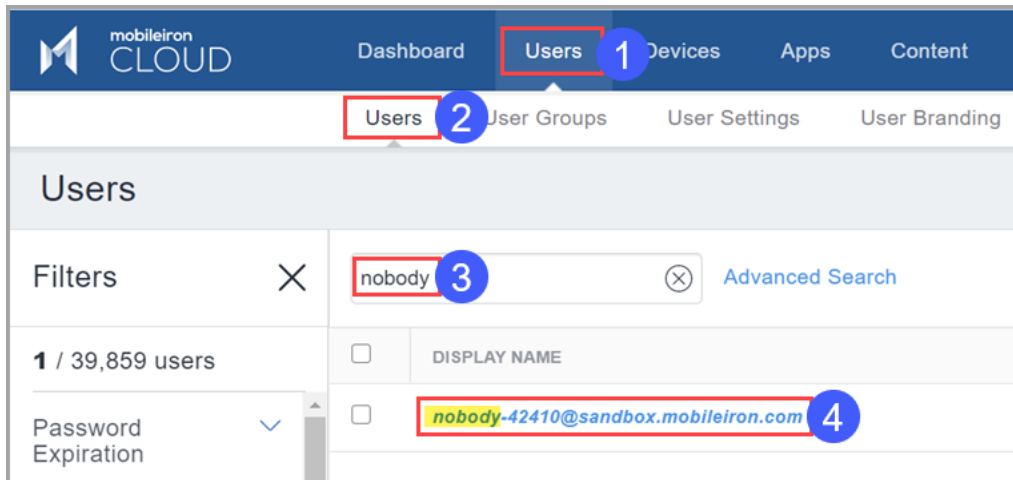 mobileiron
CLOUD
Dashboard
Users
1
Devices
Apps
Content
Users
2
User Groups
User Settings
User Branding
Users
Filters
nobody
3
Advanced Search
1 / 39,859 users
DISPLAY NAME
Password
Expiration
nobody-42410@sandbox.mobileiron.com
4